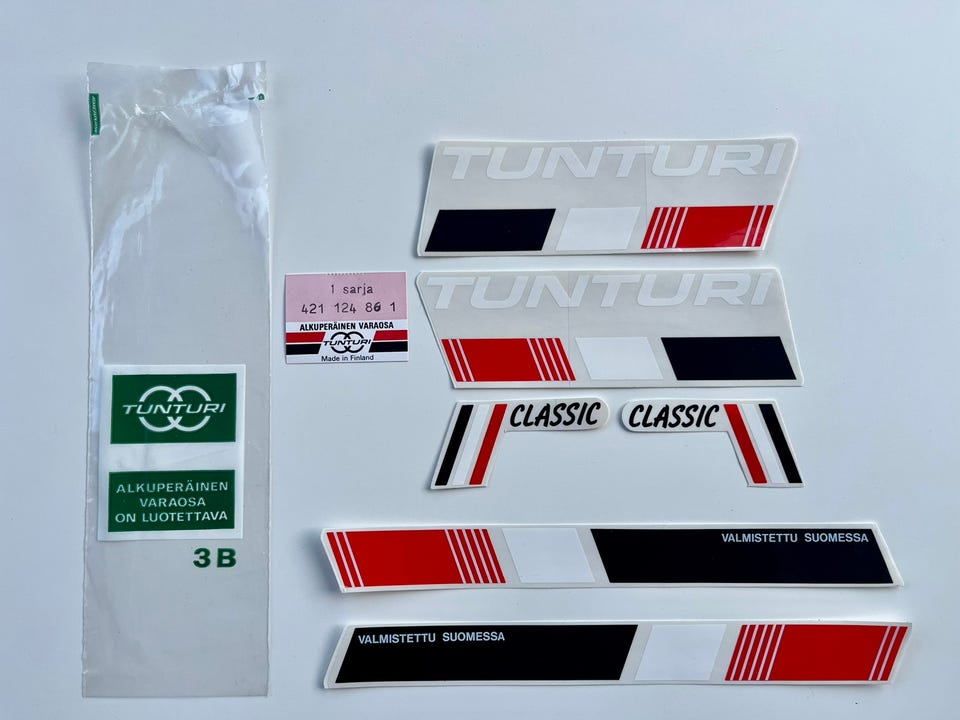 TUNTURI
ALKUPERÄINEN
VARAOSA
ON LUOTETTAVA
3 B
1 sarja
421 124 86 1
ALKUPERÄINEN VARAOSA
TUNTURI
Made in Finland
TUNTURI
TUNTURI
CLASSIC
CLASSIC
VALMISTETTU SUOMESSA
VALMISTETTU SUOMESSA